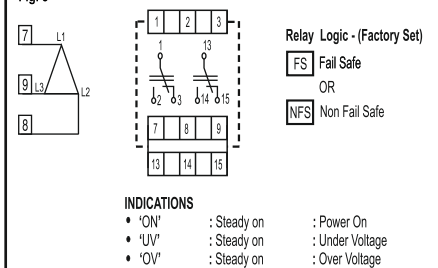 1 2 3
7
L1
1 13
9 L3 L2
2 3 14 15
8
7 8 9
13 14 15
Relay Logic - (Factory Set)
FS Fail Safe
OR
NFS Non Fail Safe
INDICATIONS
• 'ON' : Steady on : Power On
• 'UV' : Steady on : Under Voltage
• 'OV' : Steady on : Over Voltage